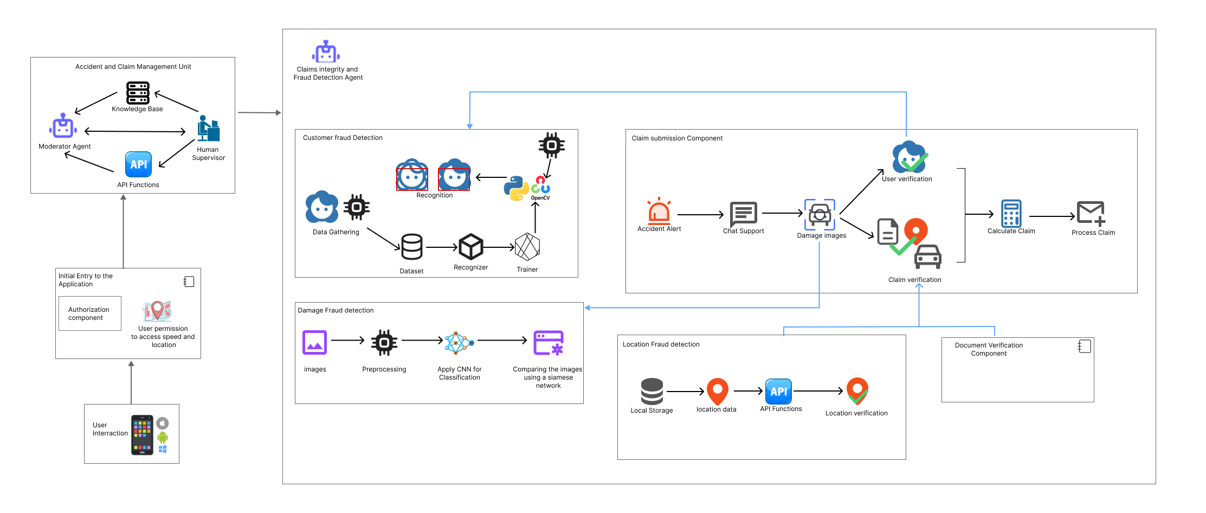 Claims integrity and
Fraud Detection Agent
Accident and Claim Management Unit
Knowledge Base
Moderator Agent
Human
Supervisor
API
API Functions
Initial Entry to the
Application
Authorization
component
User permission
to access speed and
location
User
Interraction
Customer fraud Detection
Recognition
OpenCV
Data Gathering
Dataset
Recognizer
Trainer
Claim submission Component
User verification
Accident Alert
Chat Support
Damage images
Calculate Claim
Process Claim
Claim verification
Damage Fraud detection
images
Preprocessing
Apply CNN for
Classification
Comparing the images
using a siamese
network
Location Fraud detection
Local Storage
location data
API
API Functions
Location verification
Document Verification
Component